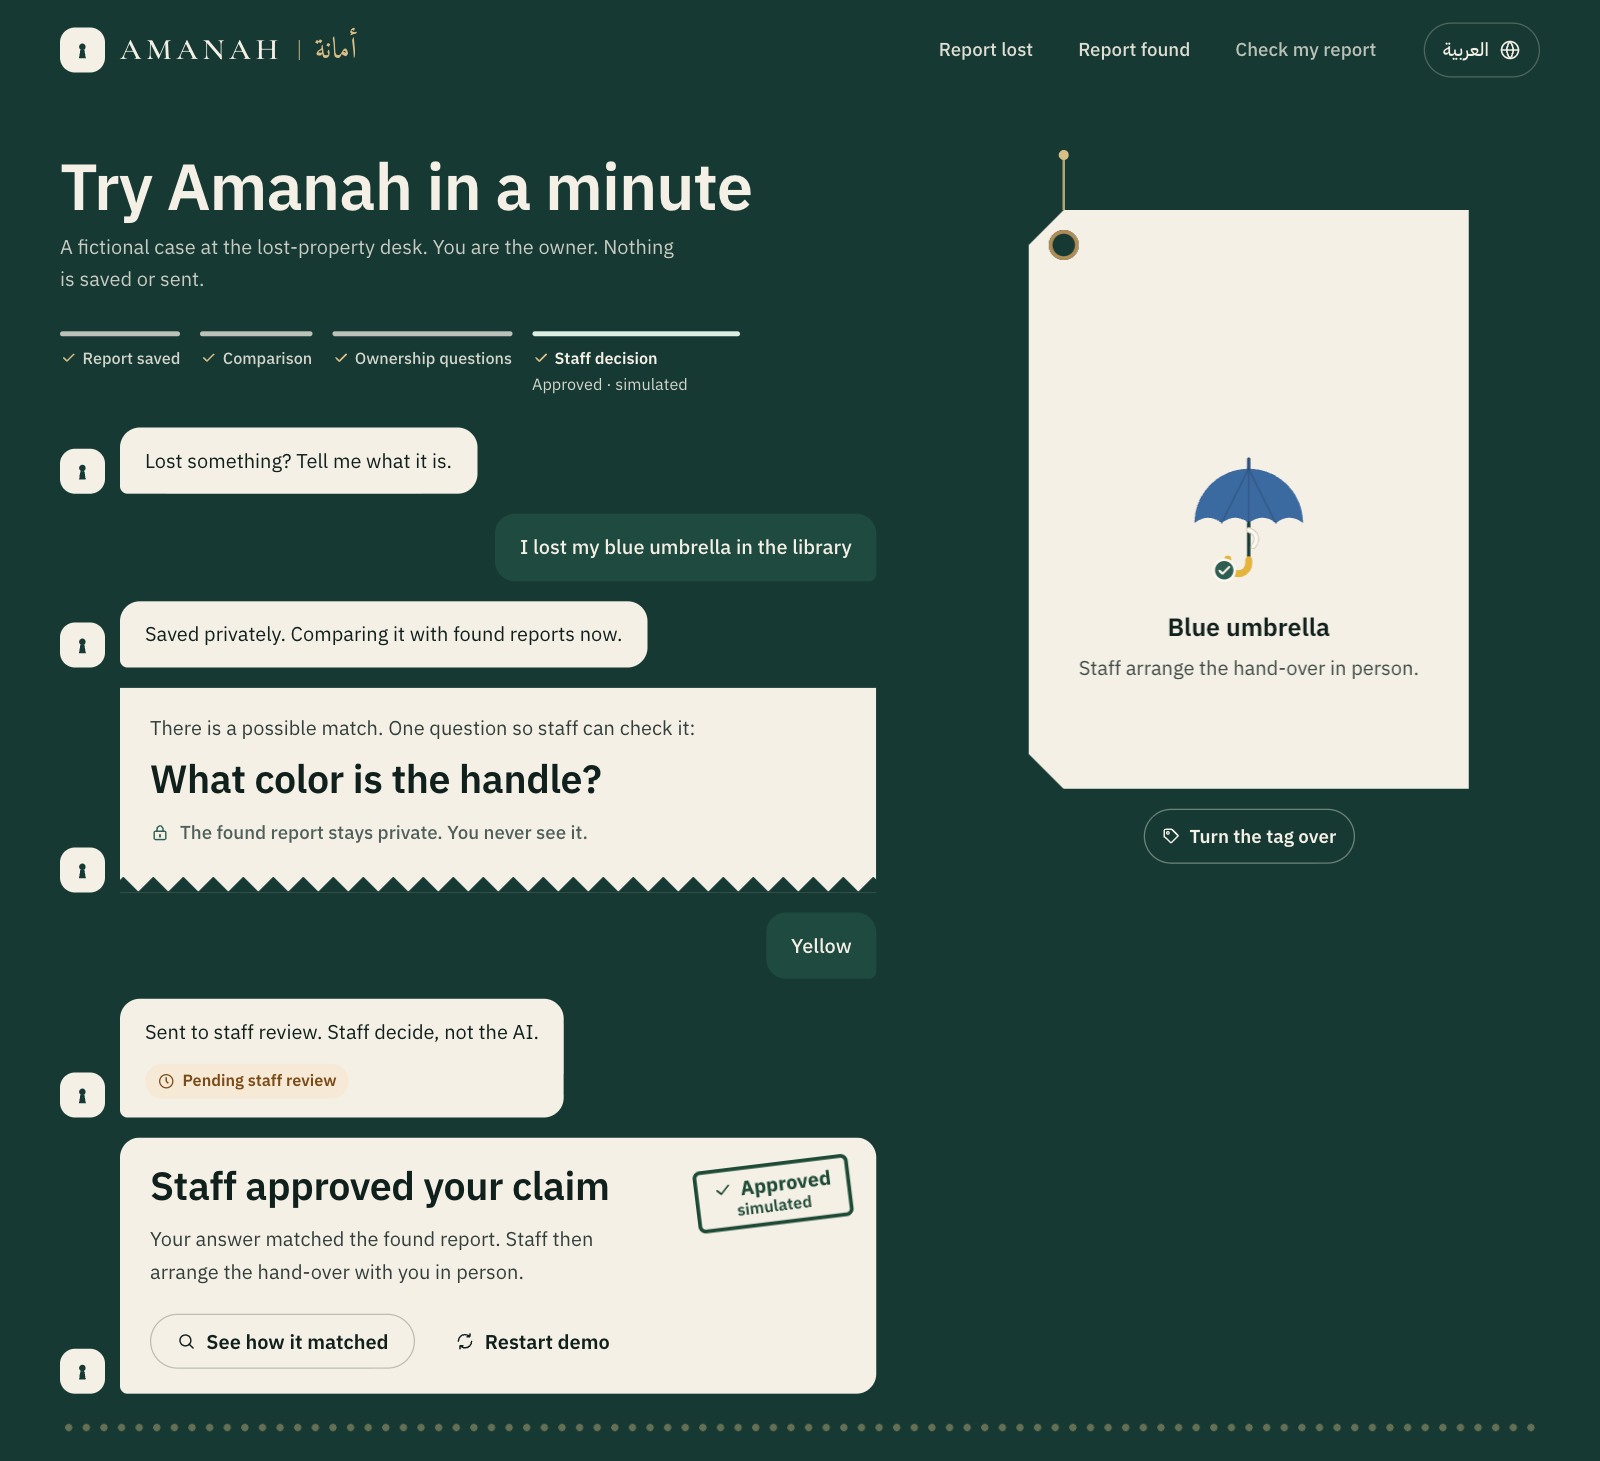 AMANAH | أمانة
Report lost
Report found
Check my report
العربية
Try Amanah in a minute
A fictional case at the lost-property desk. You are the owner. Nothing
is saved or sent.
Report saved
Comparison
Ownership questions
Staff decision
Approved · simulated
Lost something? Tell me what it is.
I lost my blue umbrella in the library
Saved privately. Comparing it with found reports now.
There is a possible match. One question so staff can check it:
What color is the handle?
The found report stays private. You never see it.
Yellow
Sent to staff review. Staff decide, not the AI.
Pending staff review
Staff approved your claim
Approved
simulated
Your answer matched the found report. Staff then
arrange the hand-over with you in person.
See how it matched
Restart demo
Blue umbrella
Staff arrange the hand-over in person.
Turn the tag over